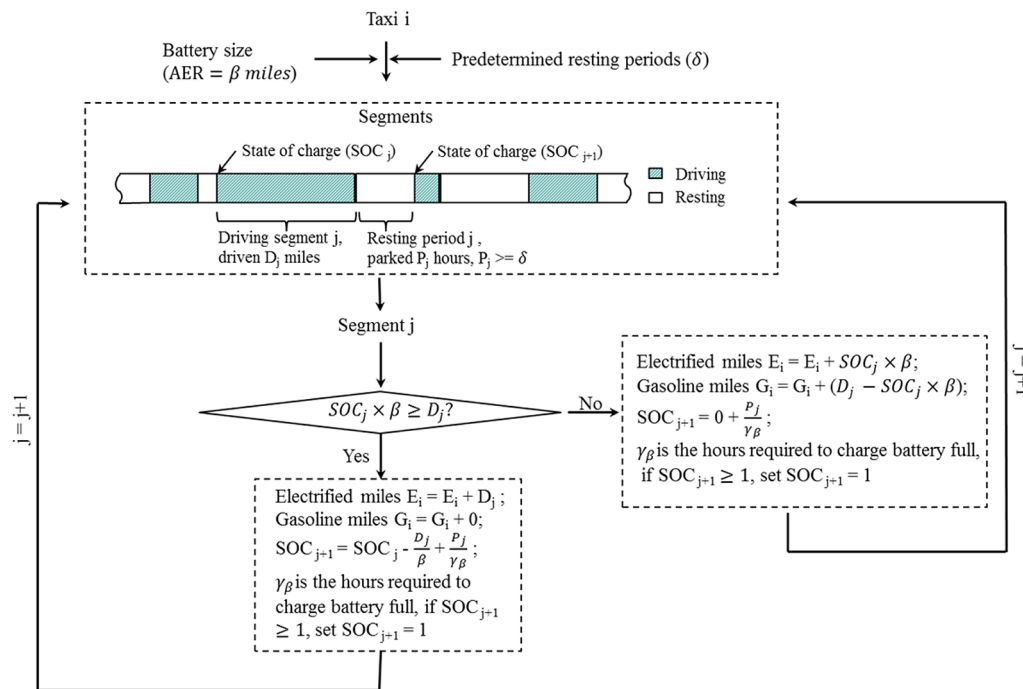 Taxi i
Battery size
(AER = β miles)
Predetermined resting periods (δ)
Segments
State of charge (SOC j)
State of charge (SOC j+1)
Driving
Resting
Driving segment j,
driven Dj miles
Resting period j ,
parked Pj hours, Pj >= δ
Segment j
SOCj × β ≥ Dj?
No
Yes
Electrified miles Ei = Ei + SOCj × β;
Gasoline miles Gi = Gi + (Dj − SOCj × β);
SOC j+1 = 0 + Pj/γβ ;
γβ is the hours required to charge battery full,
if SOC j+1 ≥ 1, set SOC j+1 = 1
Electrified miles Ei = Ei + Dj ;
Gasoline miles Gi = Gi + 0;
SOC j+1 = SOC j - Dj/β + Pj/γβ ;
γβ is the hours required to
charge battery full, if SOC j+1
≥ 1, set SOC j+1 = 1
j = j+1
j = j+1